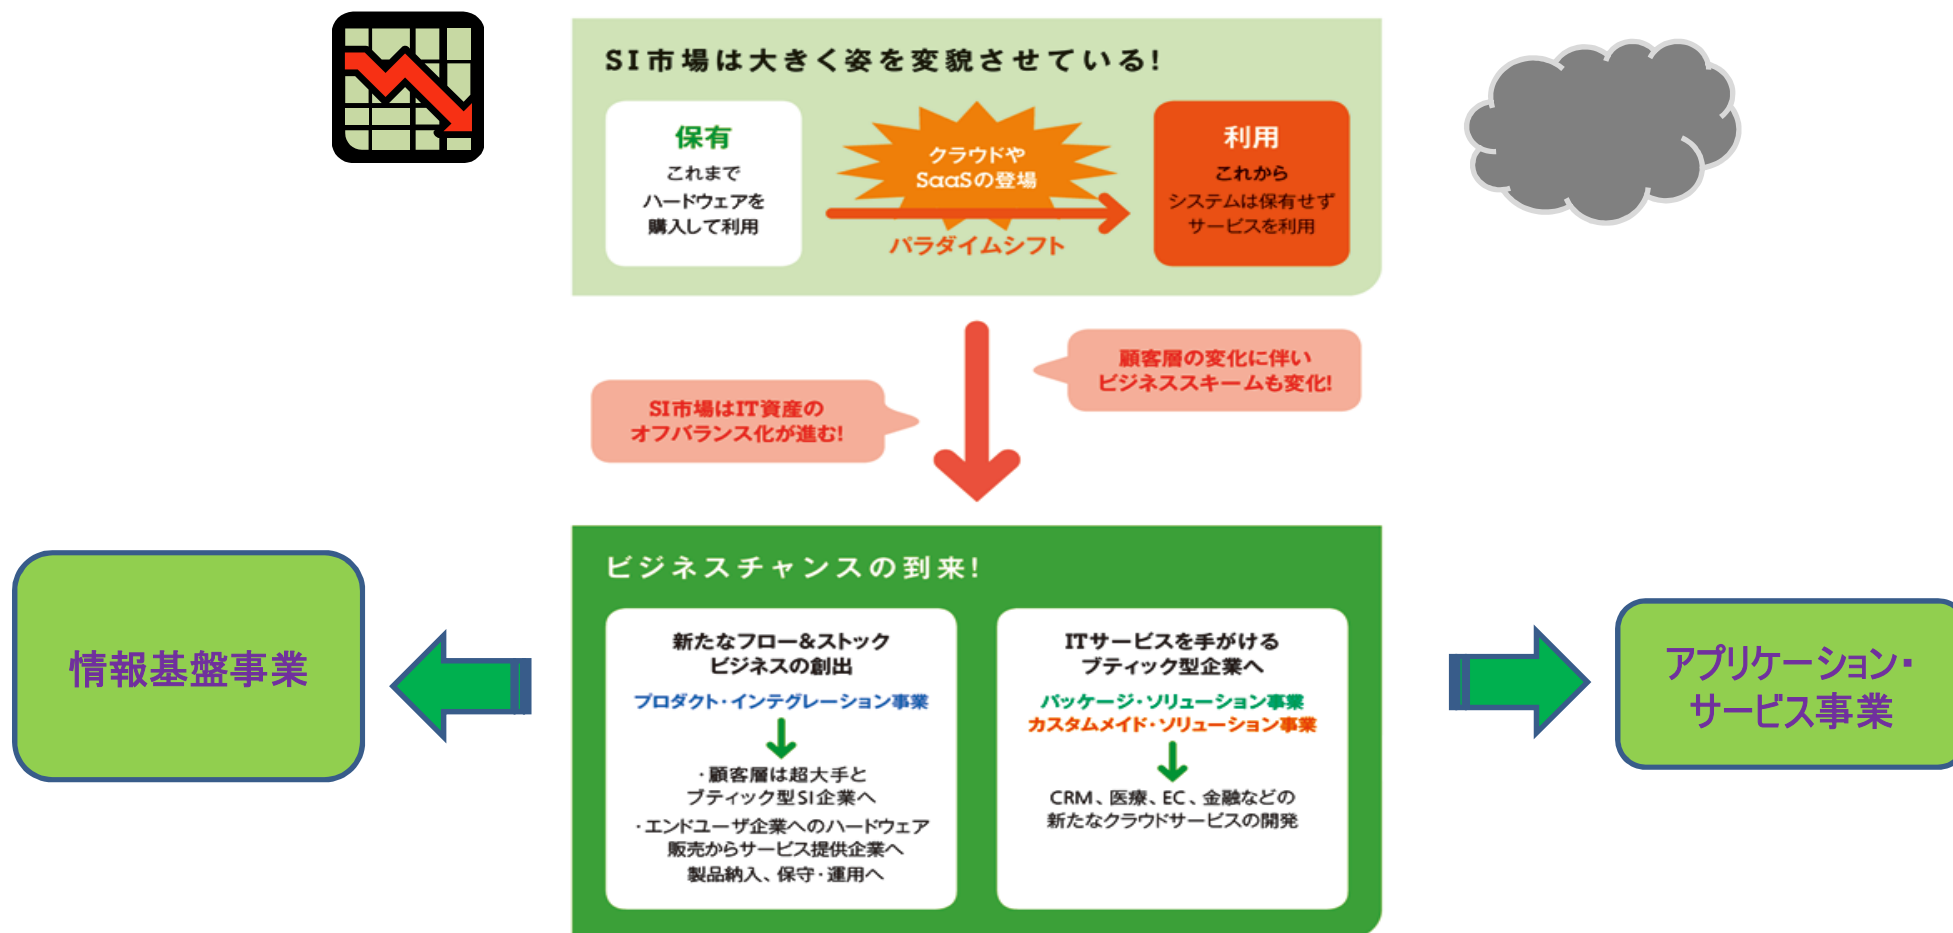 SI市場は大きく姿を変貌させている!
保有
これまで
ハードウェアを
購入して利用
クラウドや
SaaSの登場
パラダイムシフト
利用
これから
システムは保有せず
サービスを利用
顧客層の変化に伴い
ビジネススキームも変化!
SI市場はIT資産の
オフバランス化が進む!
ビジネスチャンスの到来!
新たなフロー&ストック
ビジネスの創出
プロダクト・インテグレーション事業
・顧客層は超大手と
ブティック型SI企業へ
・エンドユーザ企業へのハードウェア
販売からサービス提供企業へ
製品納入、保守・運用へ
ITサービスを手がける
ブティック型企業へ
パッケージ・ソリューション事業
カスタムメイド・ソリューション事業
CRM、医療、EC、金融などの
新たなクラウドサービスの開発
情報基盤事業
アプリケーション・
サービス事業